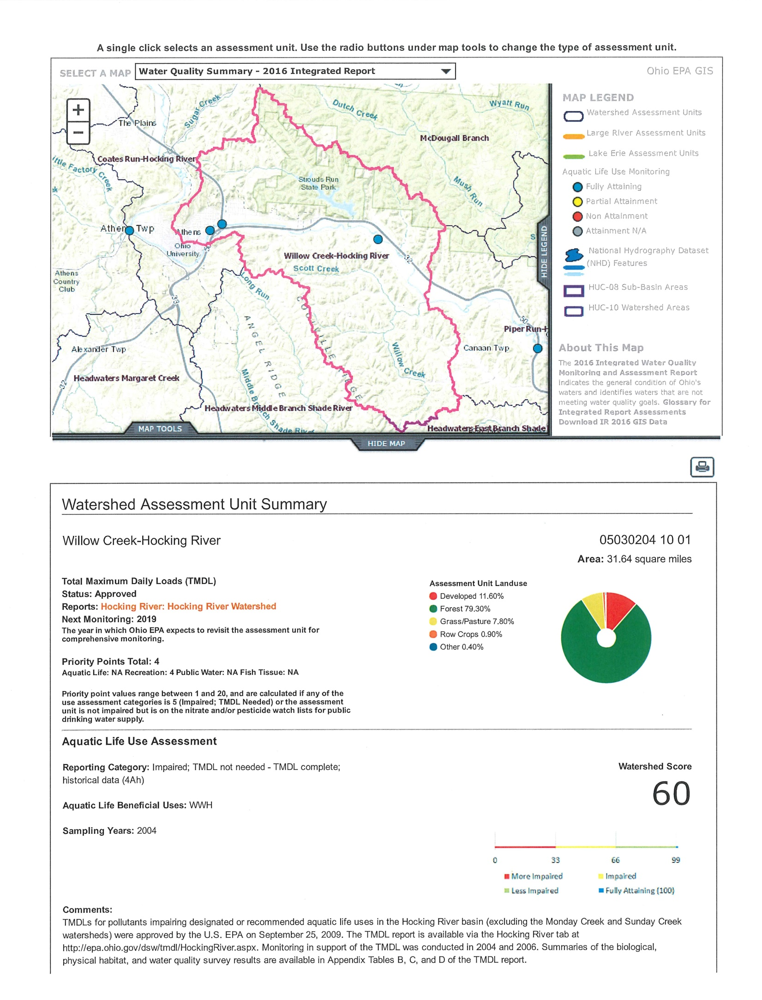 A single click selects an assessment unit. Use the radio buttons under map tools to change the type of assessment unit.
SELECT A MAP
Water Quality Summary - 2016 Integrated Report
Ohio EPA GIS
+
−
The Plains
Sugar Creek
Dutch Creek
Wyatt Run
McDougall Branch
Coates Run-Hocking River
ittle Factory Creek
ek
Strouds Run
State Park
Mush Run
Athen Twp
Athens
Ohio
University
50
S
Willow Creek-Hocking River
Scott Creek
32
Athens
Country
Club
Long Run
33
COOLVILLE RIDGE
ANGEL RIDGE
50
Piper Run-H
Canaan Twp
Alexander Twp
Willow Creek
Headwaters Margaret Creek
32
Middle Branch Shade River
Headwaters Middle Branch Shade River
Headwaters East Branch Shade
MAP TOOLS
HIDE MAP
HIDE LEGEND
MAP LEGEND
Watershed Assessment Units
Large River Assessment Units
Lake Erie Assessment Units
Aquatic Life Use Monitoring
Fully Attaining
Partial Attainment
Non Attainment
Attainment N/A
National Hydrography Dataset
(NHD) Features
HUC-08 Sub-Basin Areas
HUC-10 Watershed Areas
About This Map
The 2016 Integrated Water Quality
Monitoring and Assessment Report
indicates the general condition of Ohio's
waters and identifies waters that are not
meeting water quality goals. Glossary for
Integrated Report Assessments
Download IR 2016 GIS Data
Watershed Assessment Unit Summary
Willow Creek-Hocking River
05030204 10 01
Area: 31.64 square miles
Total Maximum Daily Loads (TMDL)
Status: Approved
Reports: Hocking River: Hocking River Watershed
Next Monitoring: 2019
The year in which Ohio EPA expects to revisit the assessment unit for
comprehensive monitoring.
Priority Points Total: 4
Aquatic Life: NA Recreation: 4 Public Water: NA Fish Tissue: NA
Priority point values range between 1 and 20, and are calculated if any of the
use assessment categories is 5 (Impaired; TMDL Needed) or the assessment
unit is not impaired but is on the nitrate and/or pesticide watch lists for public
drinking water supply.
Assessment Unit Landuse
Developed 11.60%
Forest 79.30%
Grass/Pasture 7.80%
Row Crops 0.90%
Other 0.40%
Aquatic Life Use Assessment
Reporting Category: Impaired; TMDL not needed - TMDL complete;
historical data (4Ah)
Aquatic Life Beneficial Uses: WWH
Sampling Years: 2004
Watershed Score
60
0 33 66 99
More Impaired
Impaired
Less Impaired
Fully Attaining (100)
Comments:
TMDLs for pollutants impairing designated or recommended aquatic life uses in the Hocking River basin (excluding the Monday Creek and Sunday Creek
watersheds) were approved by the U.S. EPA on September 25, 2009. The TMDL report is available via the Hocking River tab at
http://epa.ohio.gov/dsw/tmdl/HockingRiver.aspx. Monitoring in support of the TMDL was conducted in 2004 and 2006. Summaries of the biological,
physical habitat, and water quality survey results are available in Appendix Tables B, C, and D of the TMDL report.